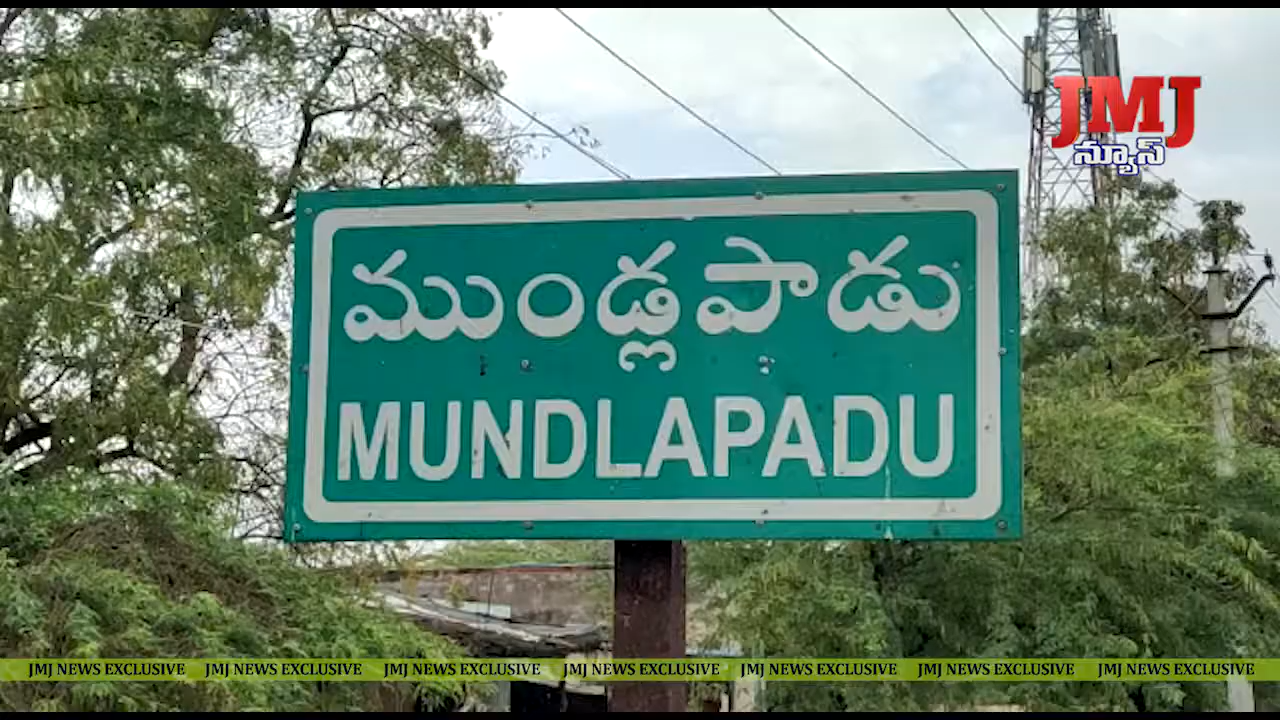 JMJ
న్యూస్
ముండ్లపాడు
MUNDLAPADU
JMJ NEWS EXCLUSIVE JMJ NEWS EXCLUSIVE JMJ NEWS EXCLUSIVE JMJ NEWS EXCLUSIVE JMJ NEWS EXCLUSIVE JMJ NEWS EXCLUSIVE JMJ NEWS EXCLUSIVE